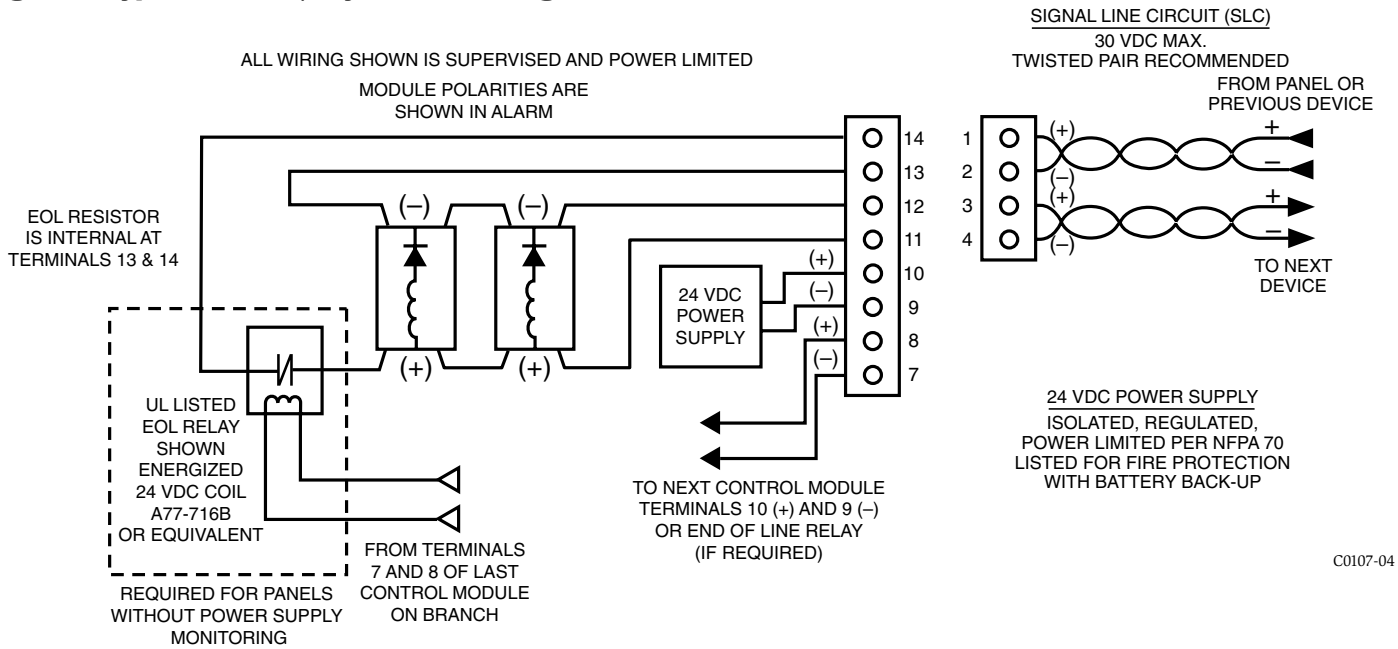 SIGNAL LINE CIRCUIT (SLC)
30 VDC MAX.
TWISTED PAIR RECOMMENDED
FROM PANEL OR
PREVIOUS DEVICE
ALL WIRING SHOWN IS SUPERVISED AND POWER LIMITED
MODULE POLARITIES ARE
SHOWN IN ALARM
14
13
12
11
10
9
8
7
1
2
3
4
(+)
(–)
(+)
(–)
+
–
+
–
TO NEXT
DEVICE
EOL RESISTOR
IS INTERNAL AT
TERMINALS 13 & 14
(–)
(–)
(+)
(+)
24 VDC
POWER
SUPPLY
(+)
(–)
(+)
(–)
UL LISTED
EOL RELAY
SHOWN
ENERGIZED
24 VDC COIL
A77-716B
OR EQUIVALENT
24 VDC POWER SUPPLY
ISOLATED, REGULATED,
POWER LIMITED PER NFPA 70
LISTED FOR FIRE PROTECTION
WITH BATTERY BACK-UP
TO NEXT CONTROL MODULE
TERMINALS 10 (+) AND 9 (–)
OR END OF LINE RELAY
(IF REQUIRED)
FROM TERMINALS
7 AND 8 OF LAST
CONTROL MODULE
ON BRANCH
REQUIRED FOR PANELS
WITHOUT POWER SUPPLY
MONITORING
C0107-04